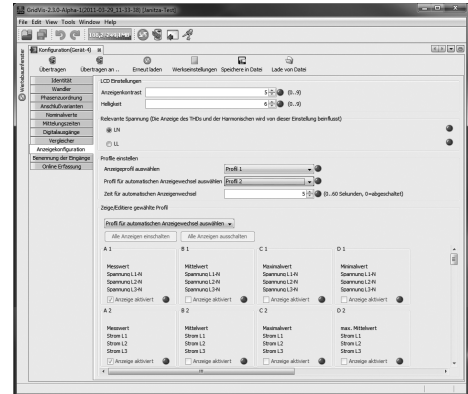 GridVis-2.3.0-Alpha-1(2011-03-29_11-33-38) [Janitza-Test]
File Edit View Tools Window Help
Konfiguration(Gerät-4)
Übertragen
Übertragen an ...
Erneut laden
Werkseinstellungen
Speichere in Datei
Lade von Datei
Identität
Wandler
Phasenzuordnung
Anschlußvarianten
Nominalwerte
Mittelungszeiten
Digitalausgänge
Vergleicher
Anzeigekonfiguration
Benennung der Eingänge
Online Erfassung
LCD Einstellungen
Anzeigenkontrast 5 (0..9)
Helligkeit 6 (0..9)
Relevante Spannung (Die Anzeige des THDs und der Harmonischen wird von dieser Einstellung beinflusst)
LN
LL
Profile einstellen
Anzeigeprofil auswählen Profil 1
Profil für automatischen Anzeigewechsel auswählen Profil 2
Zeit für automatischen Anzeigenwechsel 5 (0..60 Sekunden, 0=abgeschaltet)
Zeige/Editiere gewählte Profil
Profil für automatischen Anzeigewechsel auswählen
Alle Anzeigen einschalten
Alle Anzeigen ausschalten
A 1 B 1 C 1 D 1
Messwert Mittelwert Maximalwert Minimalwert
Spannung L1-N Spannung L1-N Spannung L1-N Spannung L1-N
Spannung L2-N Spannung L2-N Spannung L2-N Spannung L2-N
Spannung L3-N Spannung L3-N Spannung L3-N Spannung L3-N
Anzeige aktiviert Anzeige aktiviert Anzeige aktiviert Anzeige aktiviert
A 2 B 2 C 2 D 2
Messwert Mittelwert Maximalwert max. Mittelwert
Strom L1 Strom L1 Strom L1 Strom L1
Strom L2 Strom L2 Strom L2 Strom L2
Strom L3 Strom L3 Strom L3 Strom L3
Anzeige aktiviert Anzeige aktiviert Anzeige aktiviert Anzeige aktiviert